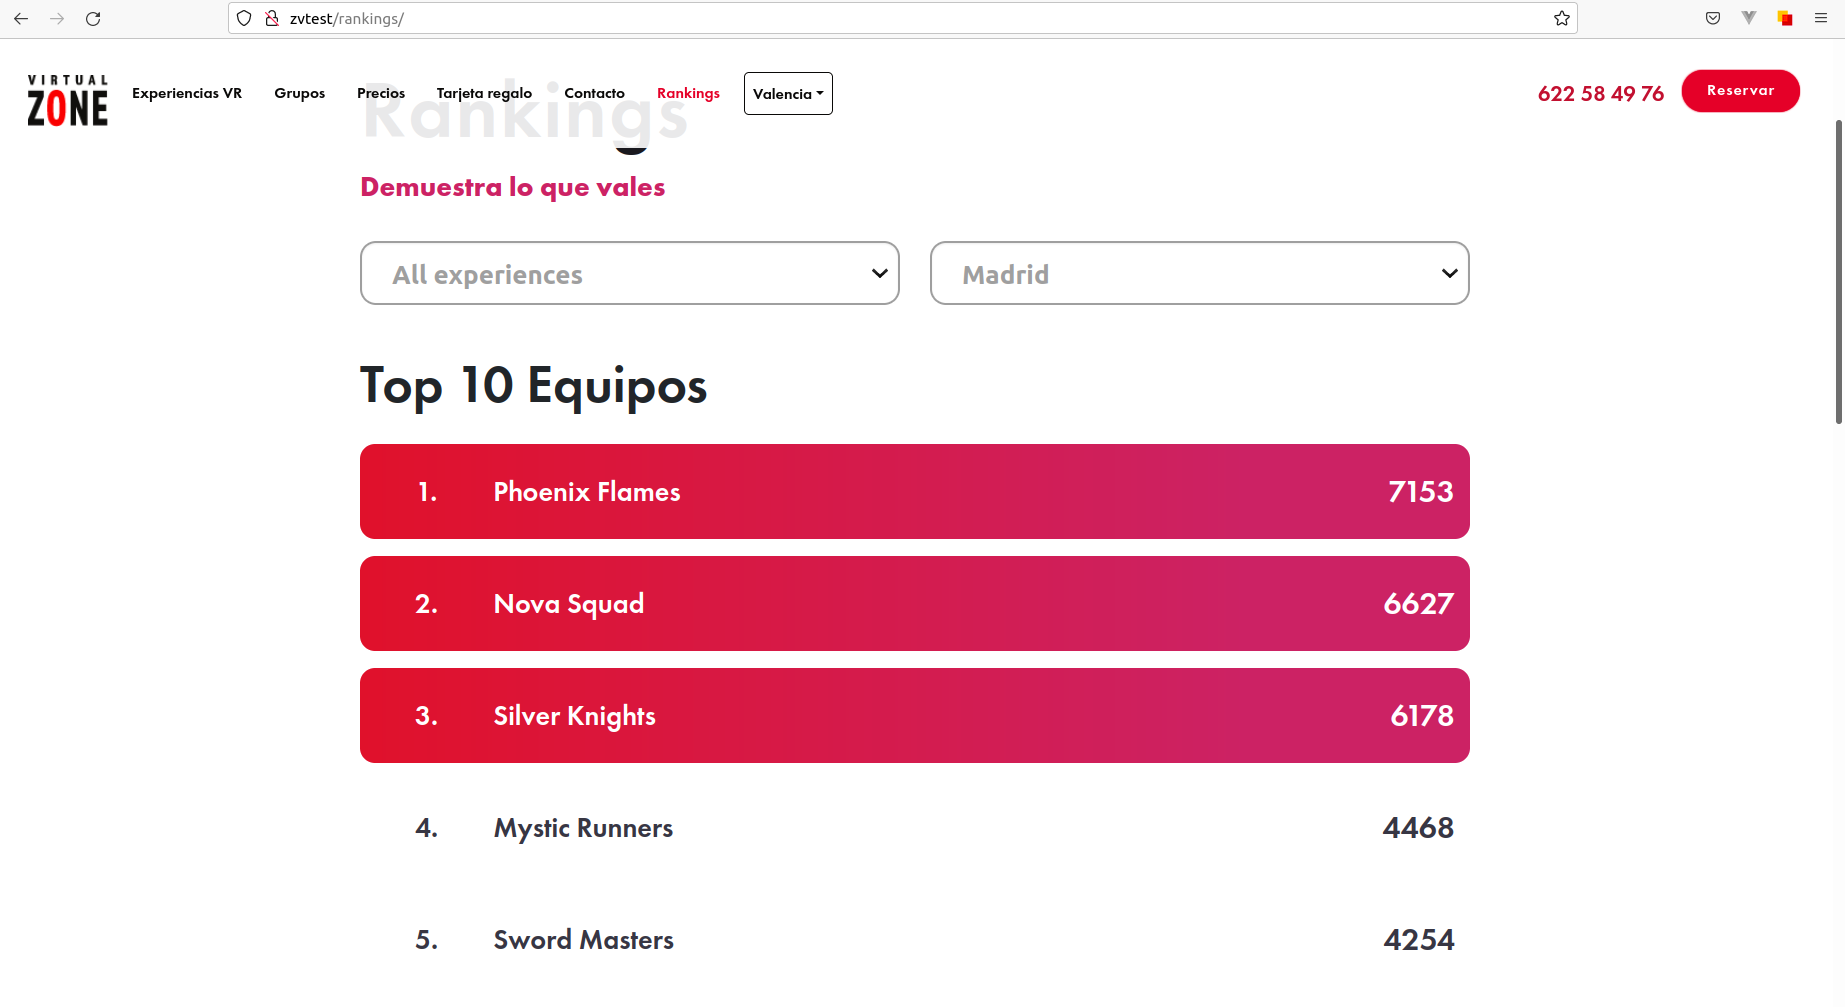 zvtest/rankings/
VIRTUAL
ZONE
Experiencias VR
Grupos
Precios
Tarjeta regalo
Contacto
Rankings
Valencia
622 58 49 76
Reservar
Rankings
Demuestra lo que vales
All experiences
Madrid
Top 10 Equipos
1. Phoenix Flames 7153
2. Nova Squad 6627
3. Silver Knights 6178
4. Mystic Runners 4468
5. Sword Masters 4254